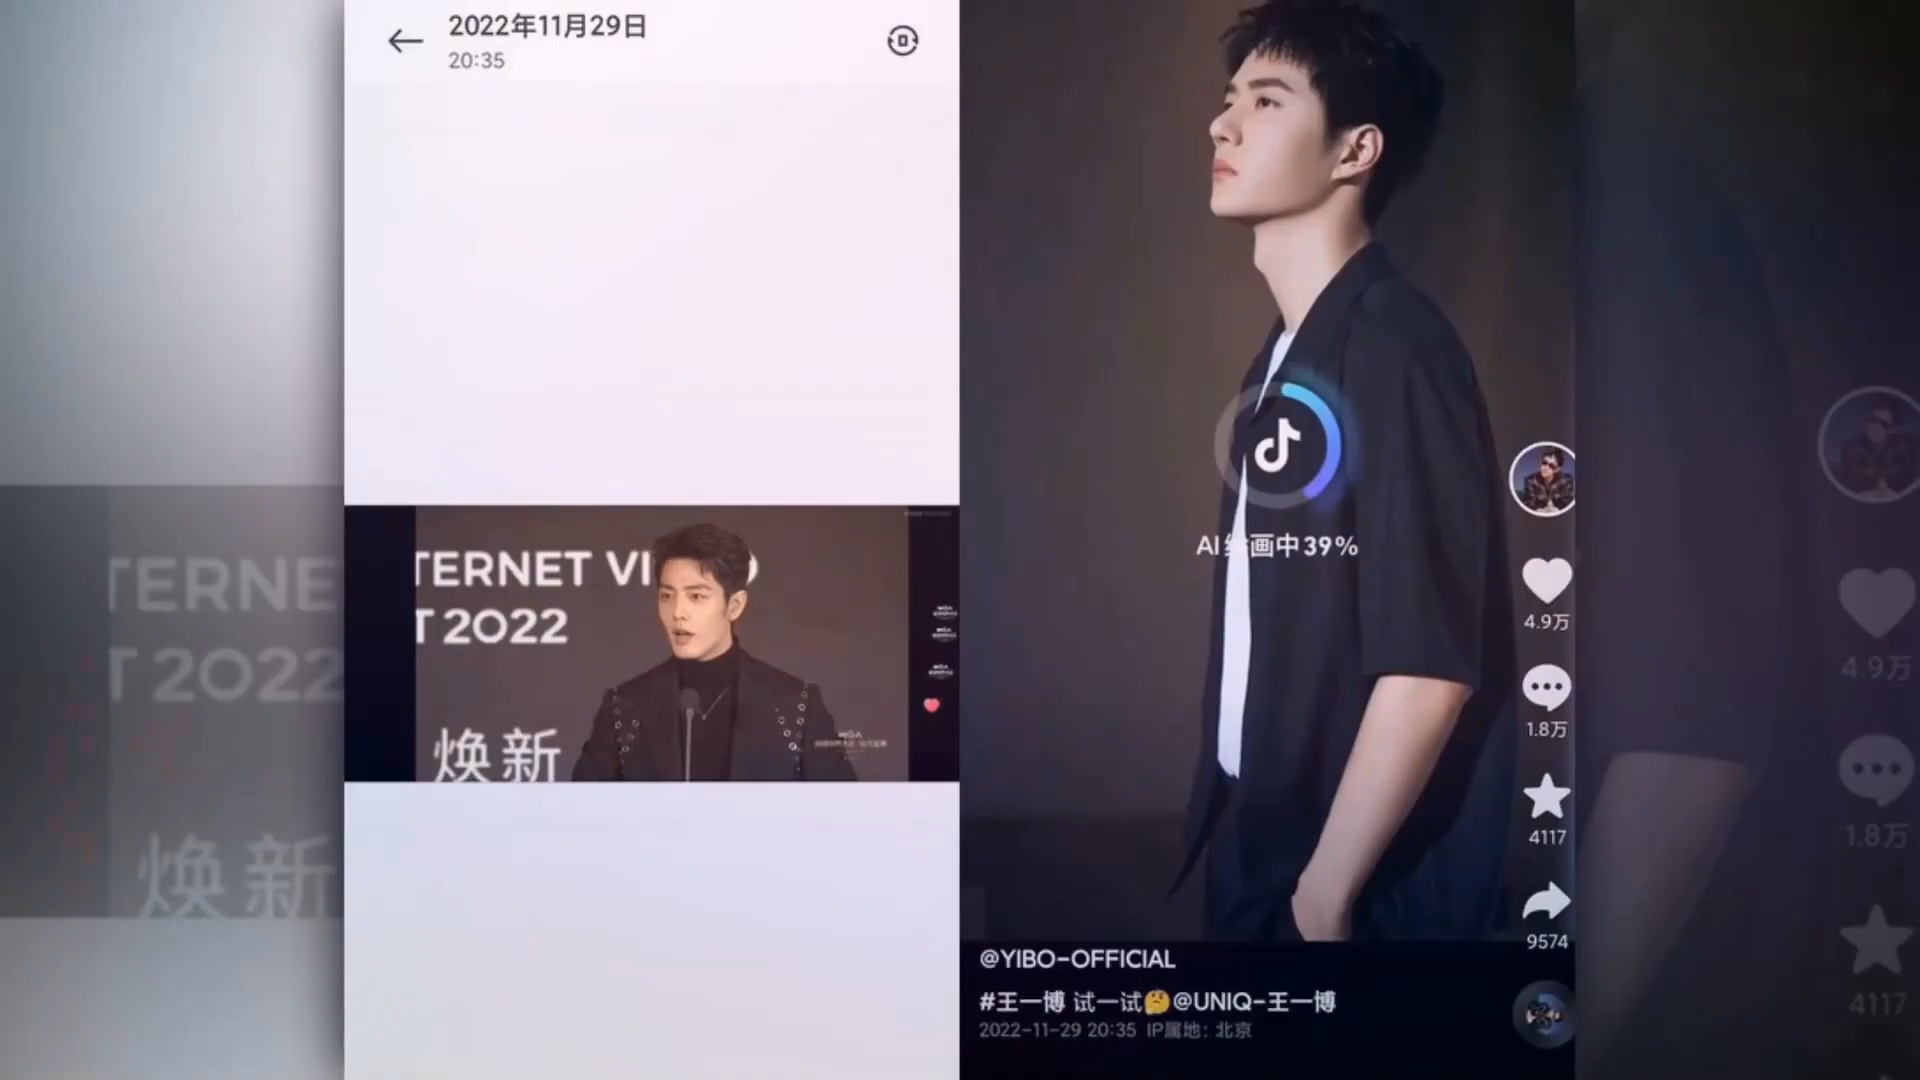 2022年11月29日
20:35
TERNET VI
T 2022
焕新
AI绘画中39%
4.9万
1.8万
4117
9574
@YIBO-OFFICIAL
#王一博 试一试🤔@UNIQ-王一博
2022-11-29 20:35 IP属地：北京
TERNE
T 2022
焕新
4.9万
1.8万
4117